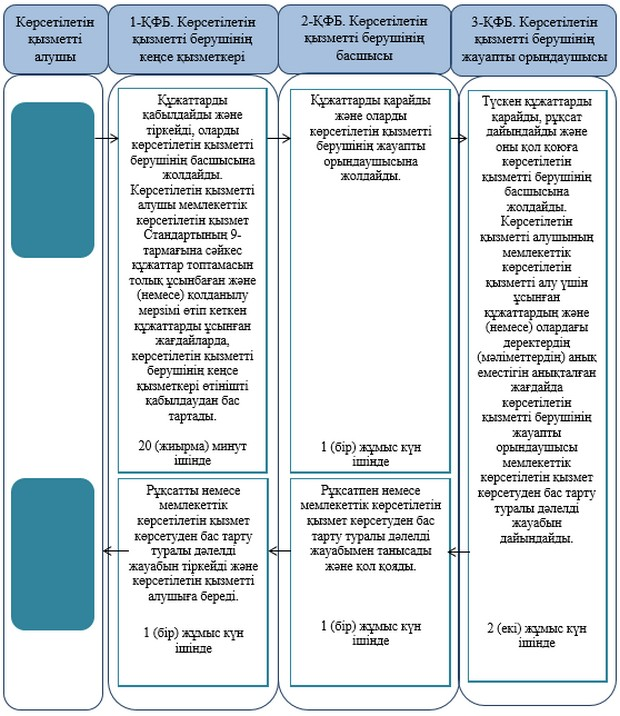 Көрсетілетін
қызметті
алушы
1-ҚФБ. Көрсетілетін
қызметті берушінің
кеңсе қызметкері
2-ҚФБ. Көрсетілетін
қызметті берушінің
басшысы
3-ҚФБ. Көрсетілетін
қызметті берушінің
жауапты орындаушысы
Құжаттарды
қабылдайды және
тіркейді, оларды
көрсетілетін қызметті
берушінің басшысына
жолдайды.
Көрсетілетін қызметті
алушы мемлекеттік
көрсетілетін қызмет
Стандартының 9-
тармағына сәйкес
құжаттар топтамасын
толық ұсынбаған және
(немесе) қолданылу
мерзімі өтіп кеткен
құжаттарды ұсынған
жағдайларда,
көрсетілетін қызметті
берушінің кеңсе
қызметкері өтінішті
қабылдаудан бас
тартады.
20 (жиырма) минут
ішінде
Құжаттарды қарайды
және оларды
көрсетілетін қызметті
берушінің жауапты
орындаушысына
жолдайды.
1 (бір) жұмыс күн
ішінде
Түскен құжаттарды
қарайды, рұқсат
дайындайды және
оны қол қоюға
көрсетілетін
қызметті берушінің
басшысына
жолдайды.
Көрсетілетін
қызметті алушының
мемлекеттік
көрсетілетін
қызметті алу үшін
ұсынған
құжаттардың және
(немесе) олардағы
деректердің
(мәліметтердің) анық
еместігін анықталған
жағдайда
көрсетілетін
қызметті берушінің
жауапты
орындаушысы
мемлекеттік
көрсетілетін қызмет
көрсетуден бас тарту
туралы дәлелді
жауабын
дайындайды.
2 (екі) жұмыс күн
ішінде
Рұқсатты немесе
мемлекеттік
көрсетілетін қызмет
көрсетуден бас тарту
туралы дәлелді
жауабын тіркейді және
көрсетілетін қызметті
алушыға береді.
1 (бір) жұмыс күн
ішінде
Рұқсатпен немесе
мемлекеттік көрсетілетін
қызмет көрсетуден бас
тарту туралы дәлелді
жауабымен танысады
және қол қояды.
1 (бір) жұмыс күн
ішінде